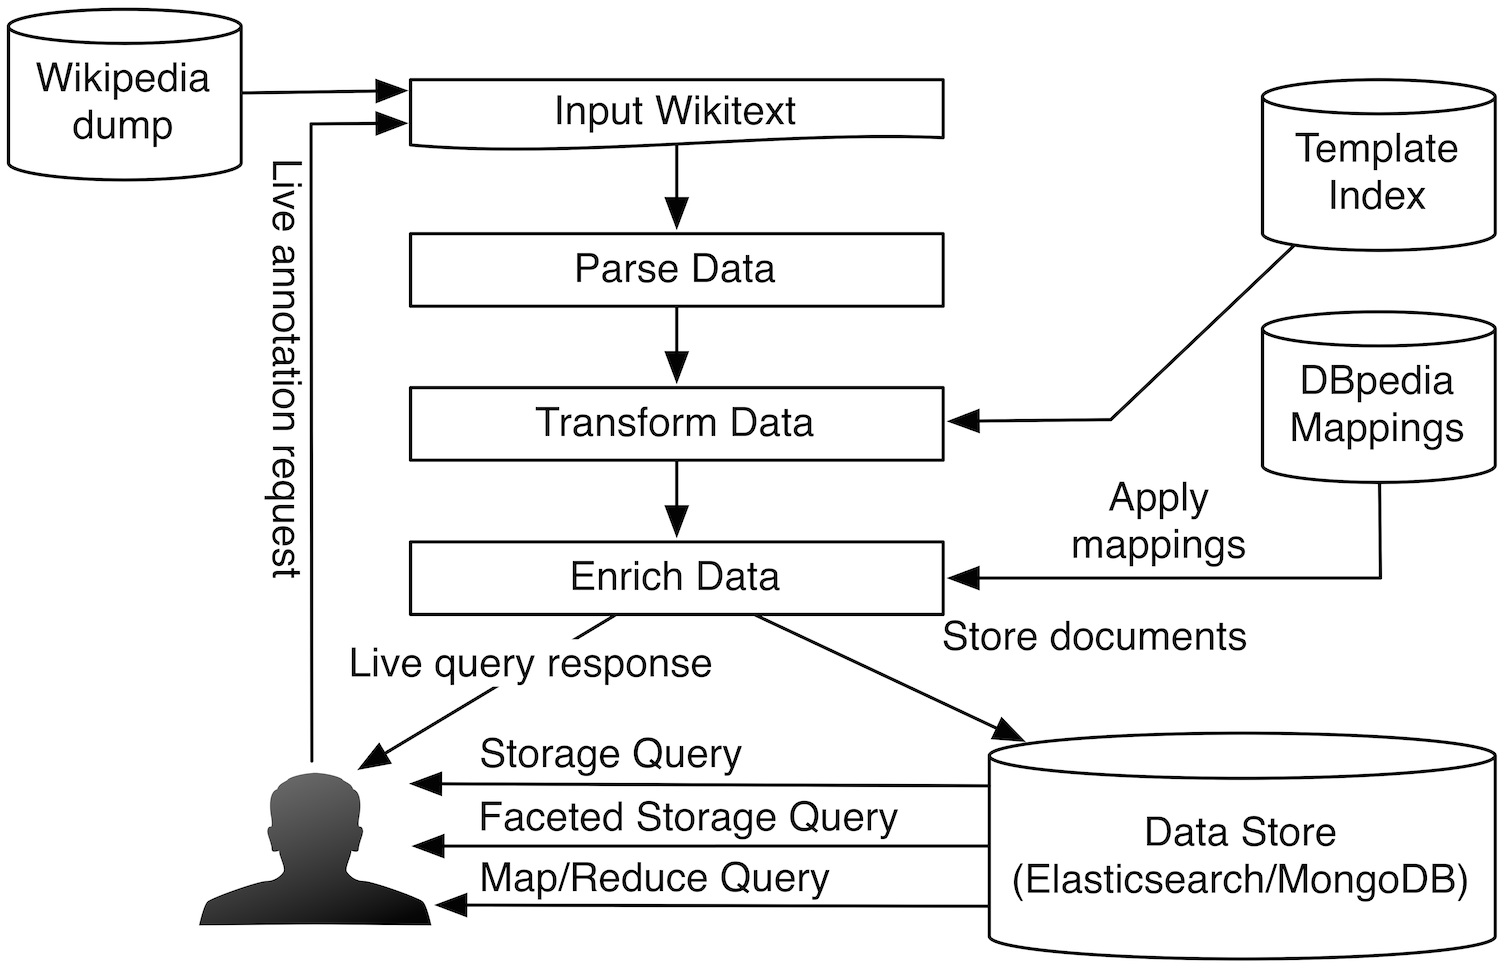 Wikipedia
dump
Input Wikitext
Template
Index
Live annotation request
Parse Data
DBpedia
Mappings
Transform Data
Apply
mappings
Enrich Data
Store documents
Live query response
Storage Query
Faceted Storage Query
Map/Reduce Query
Data Store
(Elasticsearch/MongoDB)